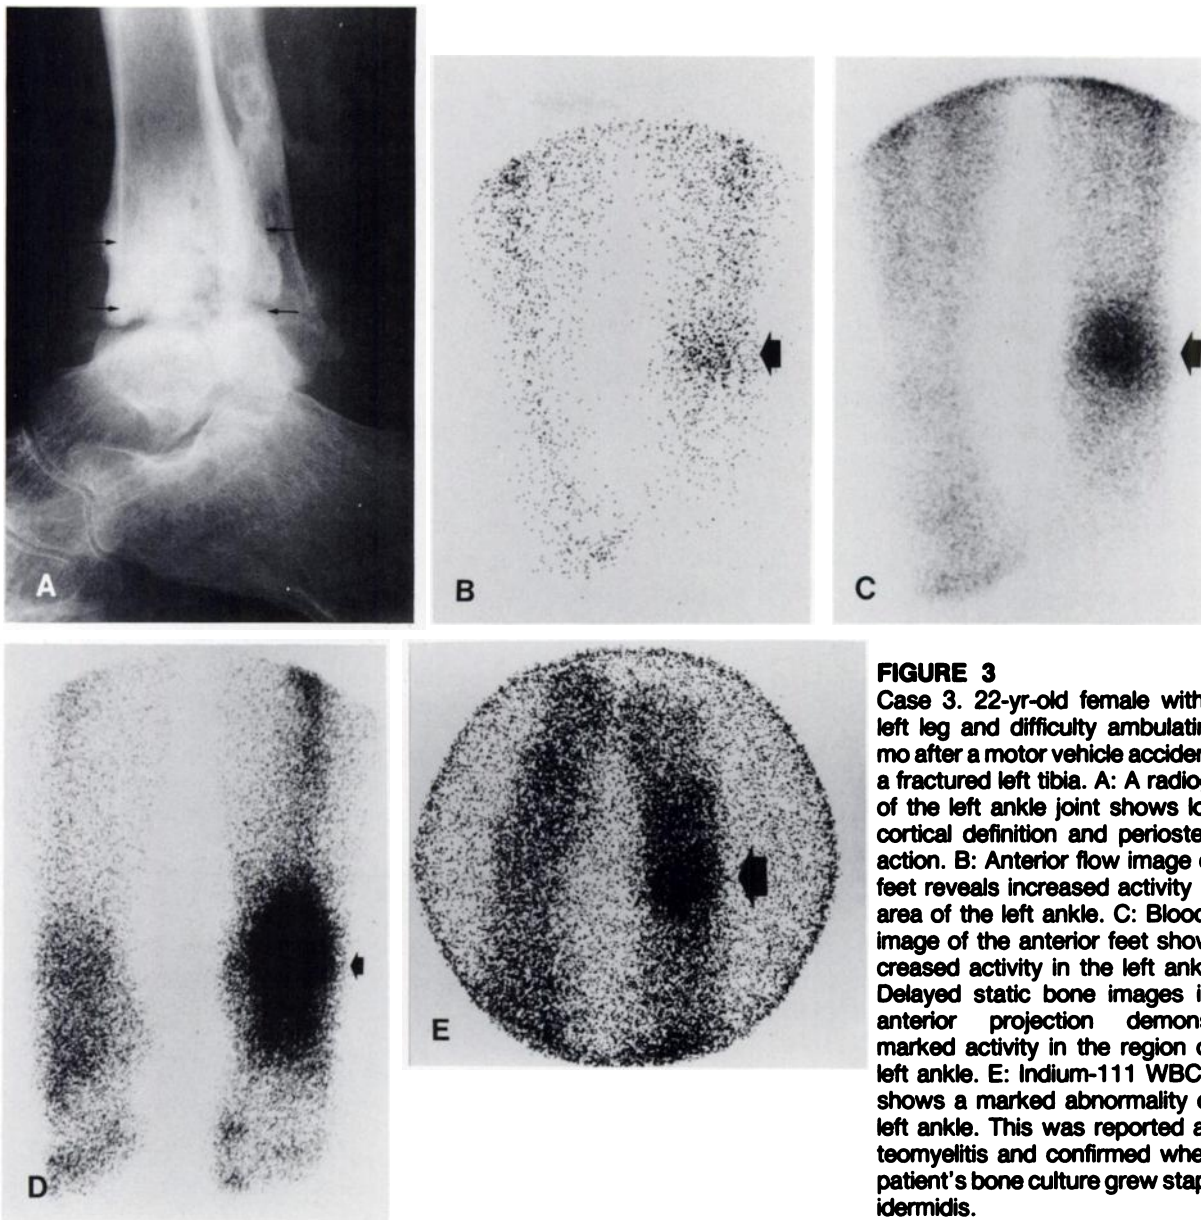 A
B
C
D
E
FIGURE 3
Case 3. 22-yr-old female with
left leg and difficulty ambulatin
mo after a motor vehicle acciden
a fractured left tibia. A: A radio
of the left ankle joint shows lo
cortical definition and perioste
action. B: Anterior flow image
feet reveals increased activity
area of the left ankle. C: Blood
image of the anterior feet show
creased activity in the left ank
Delayed static bone images i
anterior projection demons
marked activity in the region
left ankle. E: Indium-111 WBC
shows a marked abnormality
left ankle. This was reported a
teomyelitis and confirmed whe
patient's bone culture grew stap
idermidis.